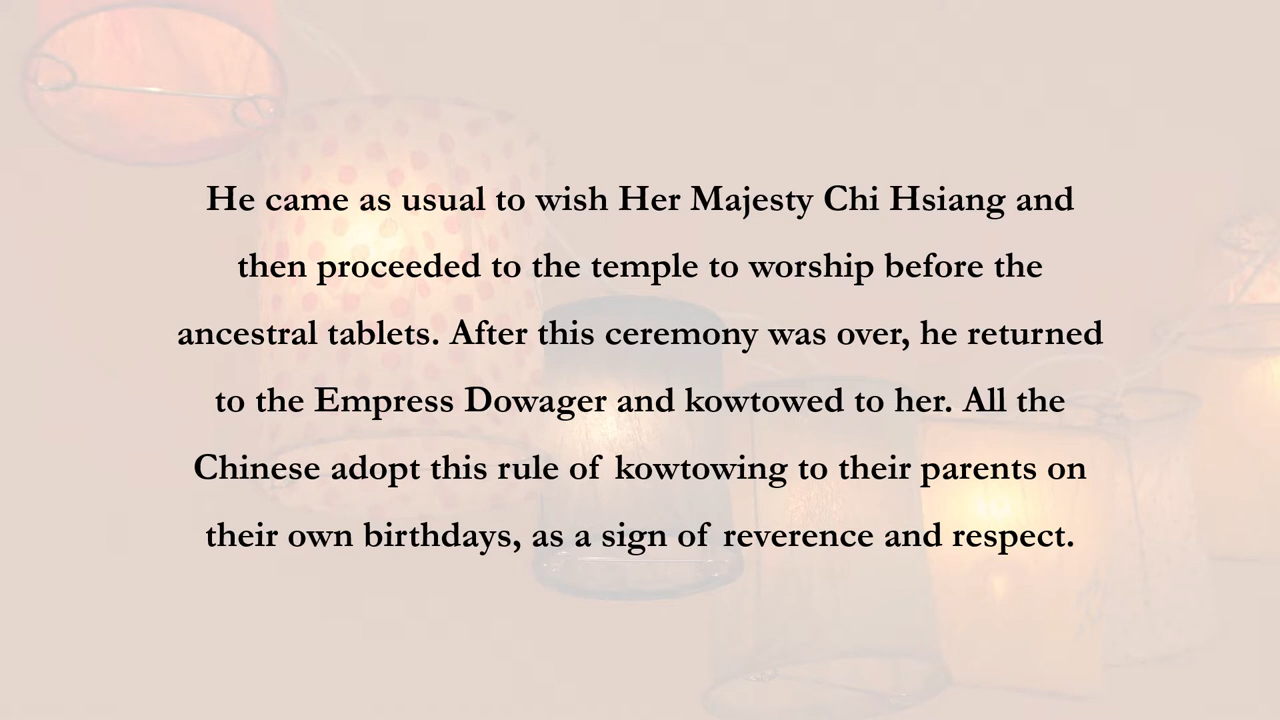 He came as usual to wish Her Majesty Chi Hsiang and
then proceeded to the temple to worship before the
ancestral tablets. After this ceremony was over, he returned
to the Empress Dowager and kowtowed to her. All the
Chinese adopt this rule of kowtowing to their parents on
their own birthdays, as a sign of reverence and respect.